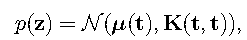 p(z) = 𝒩(μ(t), K(t, t)),